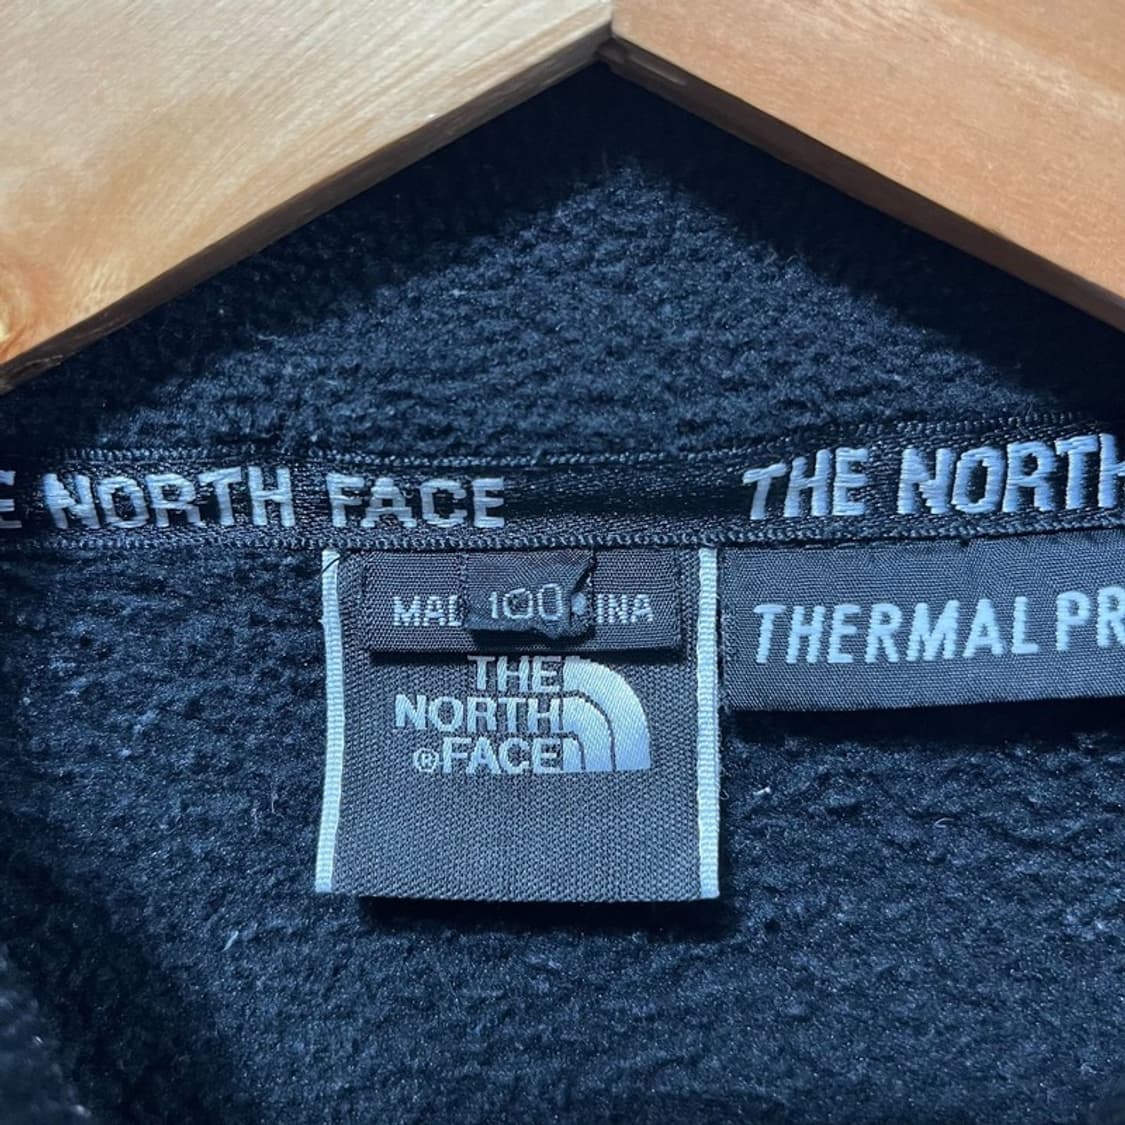 E NORTH FACE THE NORTH
MAD 100 INA
THERMAL PR
THE
NORTH
®FACE